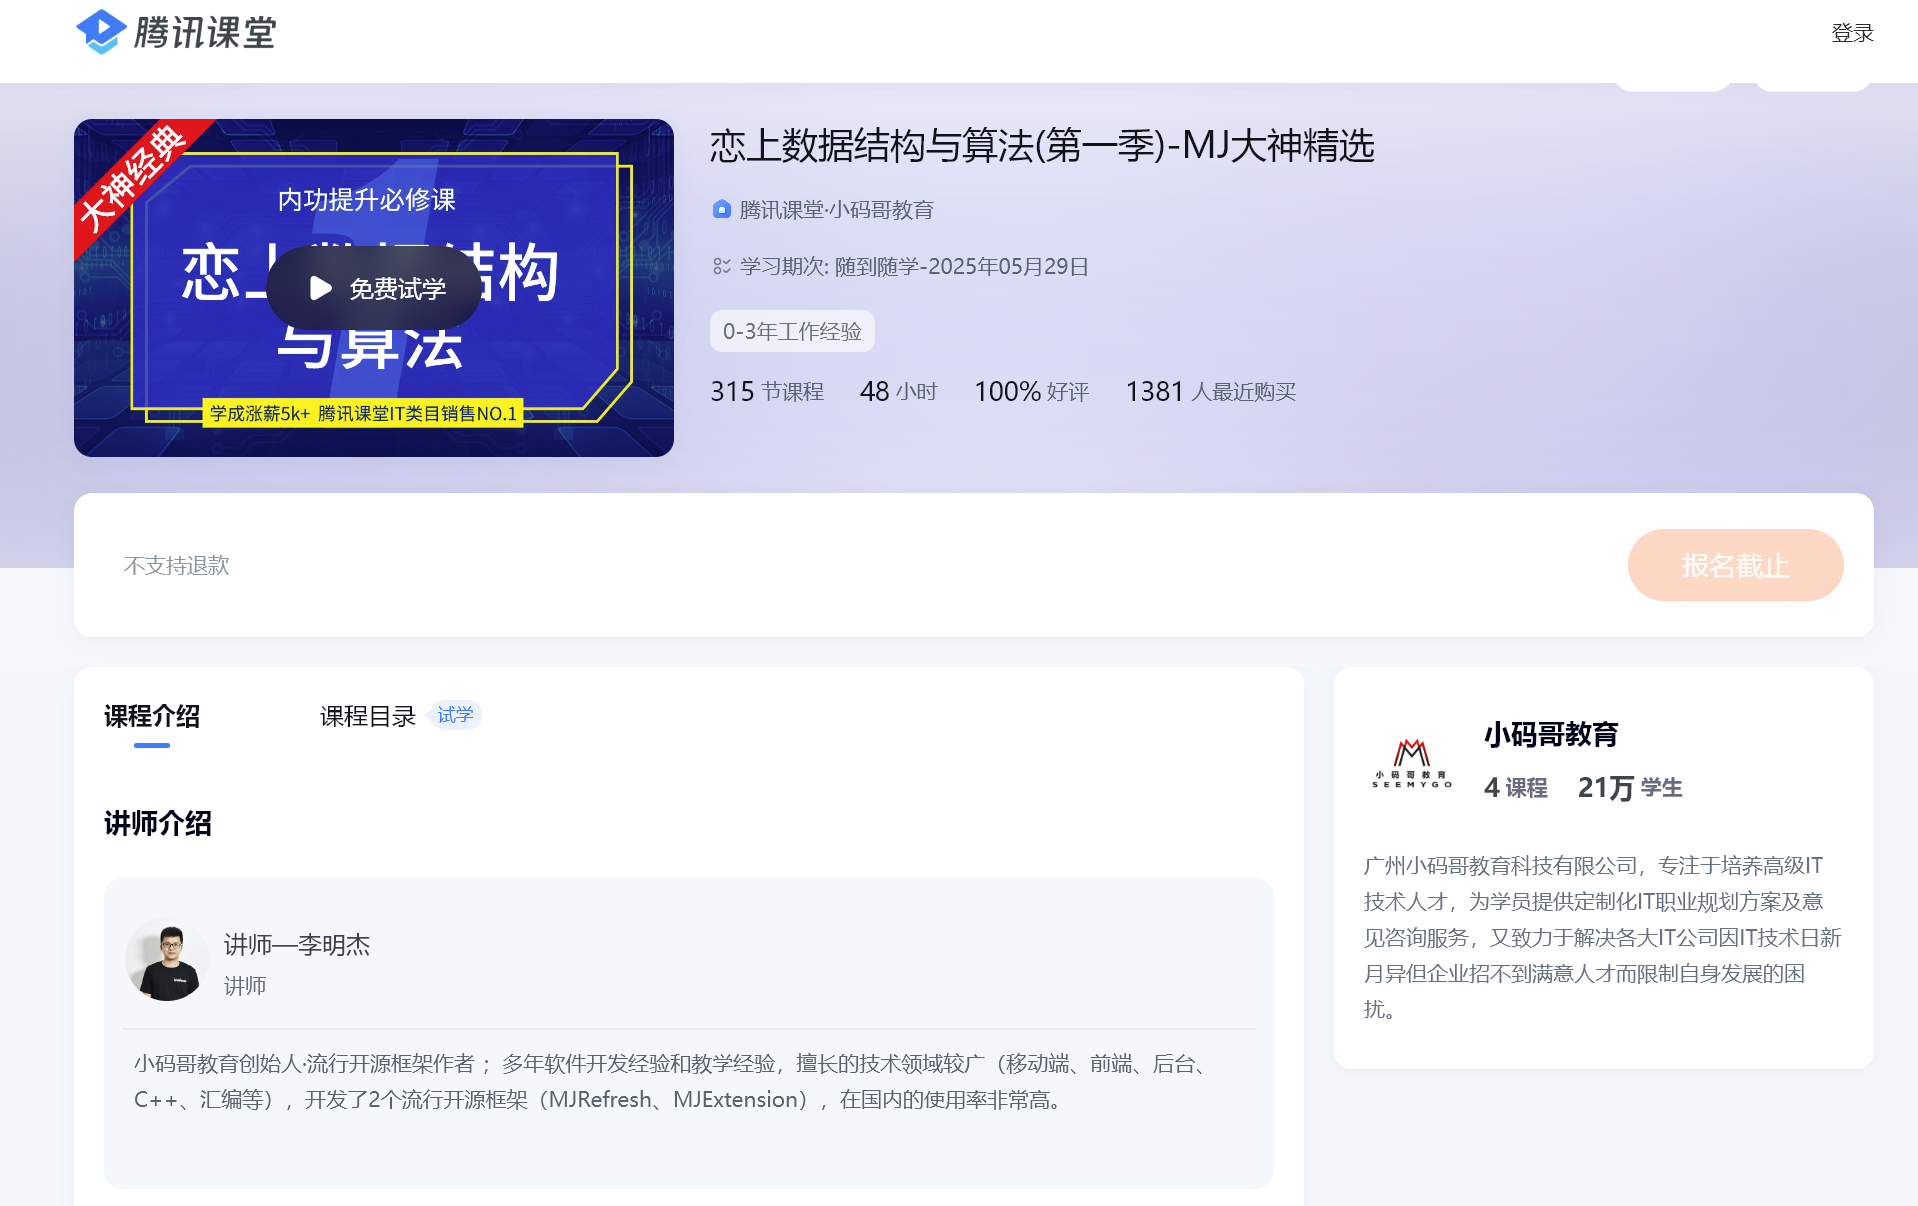 腾讯课堂
登录
大神经典
内功提升必修课
恋上数据结构
与算法
免费试学
学成涨薪5k+ 腾讯课堂IT类目销售NO.1
恋上数据结构与算法(第一季)-MJ大神精选
腾讯课堂·小码哥教育
学习期次: 随到随学-2025年05月29日
0-3年工作经验
315 节课程 48 小时 100% 好评 1381 人最近购买
不支持退款
报名截止
课程介绍
课程目录
试学
讲师介绍
讲师—李明杰
讲师
小码哥教育创始人·流行开源框架作者 ；多年软件开发经验和教学经验，擅长的技术领域较广（移动端、前端、后台、
C++、汇编等），开发了2个流行开源框架（MJRefresh、MJExtension），在国内的使用率非常高。
小码哥教育
SEEMYGO
小码哥教育
4 课程 21万 学生
广州小码哥教育科技有限公司，专注于培养高级IT
技术人才，为学员提供定制化IT职业规划方案及意
见咨询服务，又致力于解决各大IT公司因IT技术日新
月异但企业招不到满意人才而限制自身发展的困
扰。